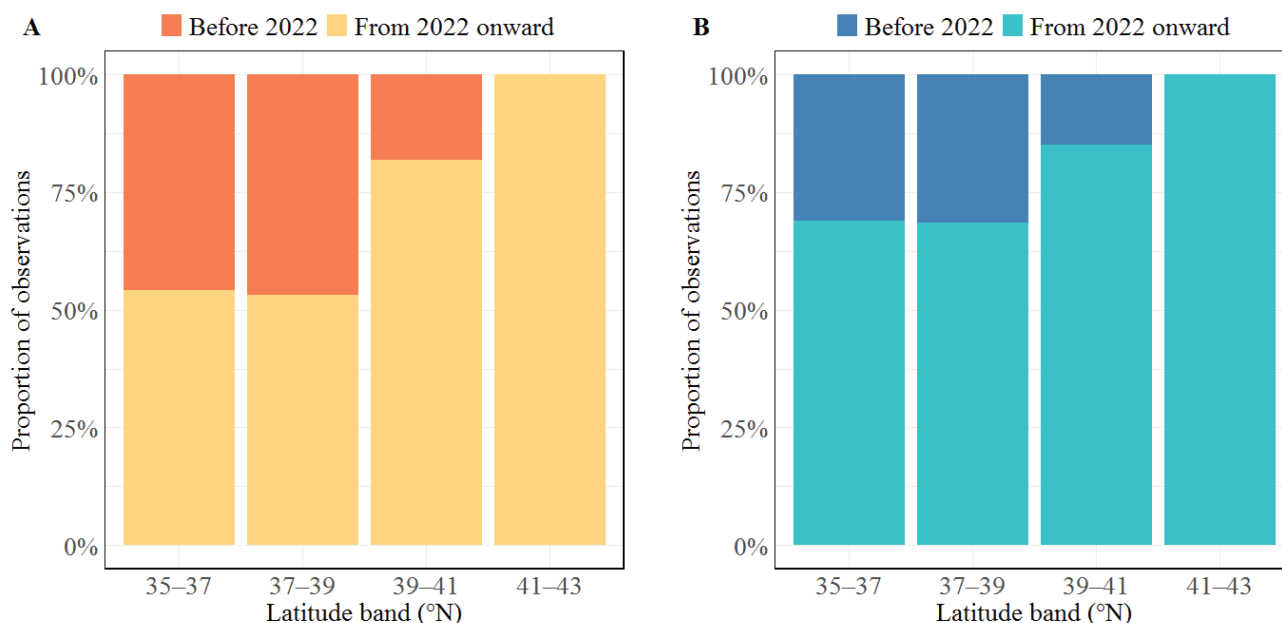 A
Before 2022 From 2022 onward
100%
75%
50%
25%
0%
Proportion of observations
35–37 37–39 39–41 41–43
Latitude band (°N)
B
Before 2022 From 2022 onward
100%
75%
50%
25%
0%
Proportion of observations
35–37 37–39 39–41 41–43
Latitude band (°N)